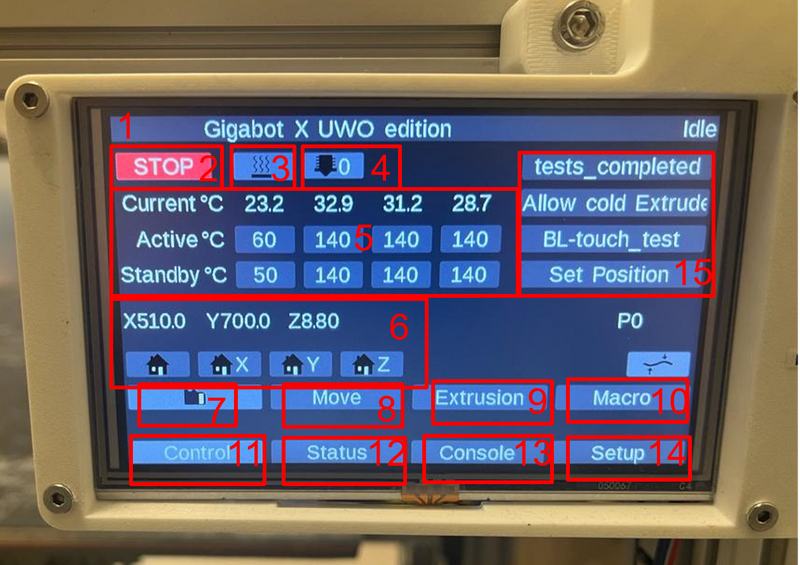 1 Gigabot X UWO edition Idle
STOP 2 3 0 4 tests_completed
Current °C 23.2 32.9 31.2 28.7 Allow cold Extrude
Active °C 60 140 5 140 140 BL-touch_test
Standby °C 50 140 140 140 Set Position 15
X510.0 Y700.0 Z8.80 6 P0
X Y Z
7 Move 8 Extrusion 9 Macro 10
Control 11 Status 12 Console 13 Setup 14
050067 C4